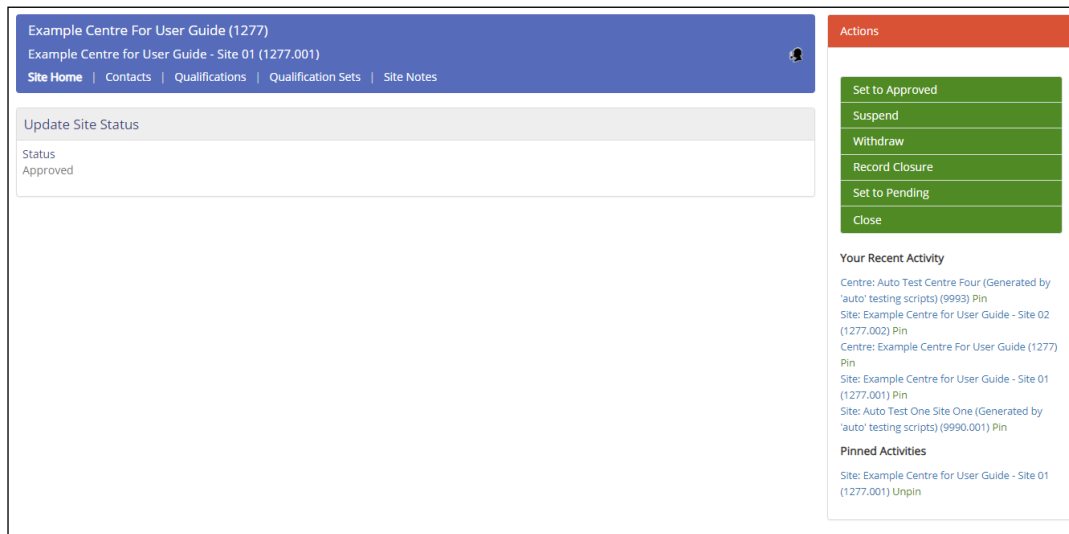 Example Centre For User Guide (1277)
Example Centre for User Guide - Site 01 (1277.001)
Site Home | Contacts | Qualifications | Qualification Sets | Site Notes
Update Site Status
Status
Approved
Actions
Set to Approved
Suspend
Withdraw
Record Closure
Set to Pending
Close
Your Recent Activity
Centre: Auto Test Centre Four (Generated by
'auto' testing scripts) (9993) Pin
Site: Example Centre for User Guide - Site 02
(1277.002) Pin
Centre: Example Centre For User Guide (1277)
Pin
Site: Example Centre for User Guide - Site 01
(1277.001) Pin
Site: Auto Test One Site One (Generated by
'auto' testing scripts) (9990.001) Pin
Pinned Activities
Site: Example Centre for User Guide - Site 01
(1277.001) Unpin